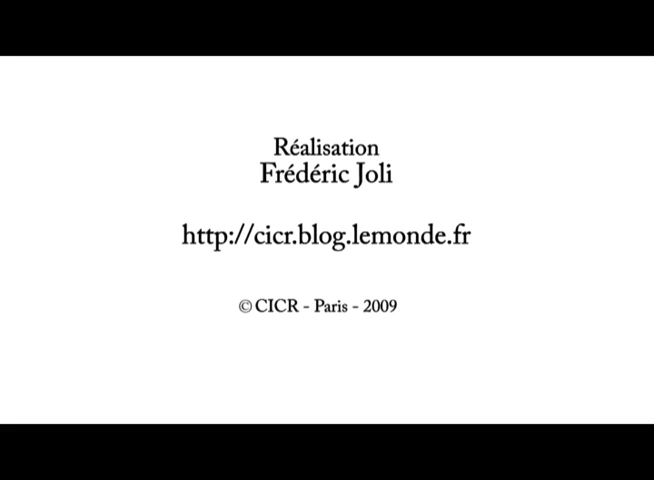 Réalisation
Frédéric Joli
http://cicr.blog.lemonde.fr
© CICR - Paris - 2009